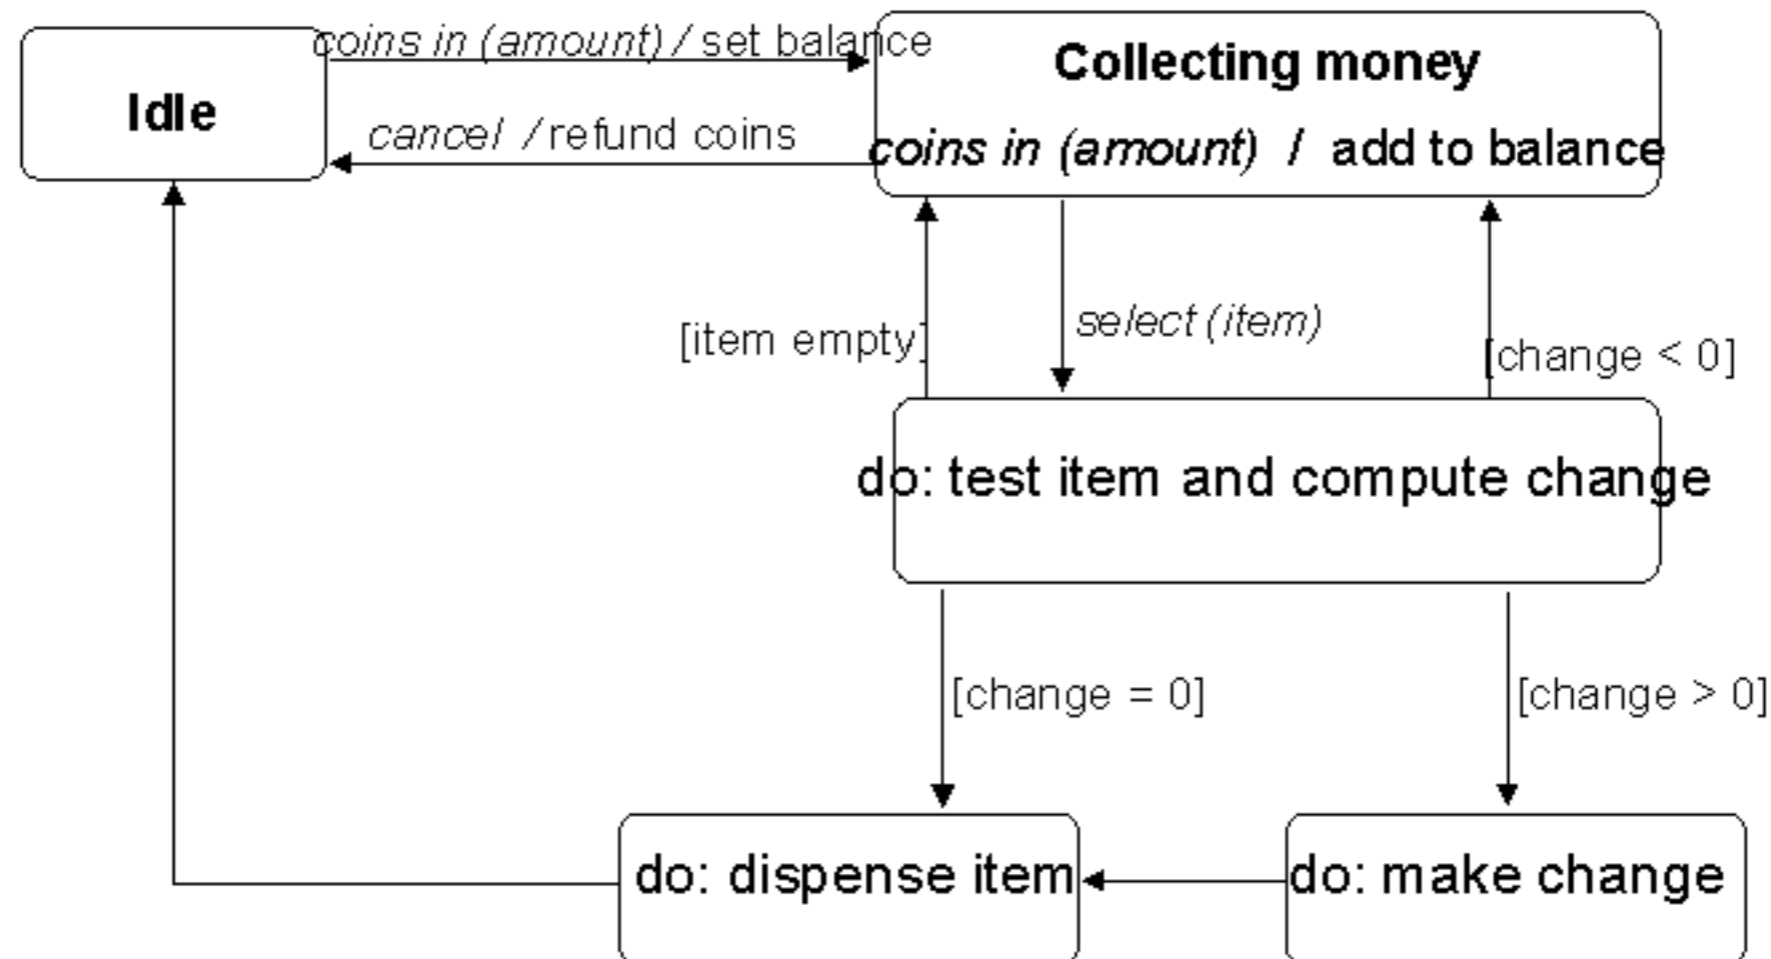 coins in (amount) / set balance
Collecting money
Idle
cancel / refund coins
coins in (amount) / add to balance
[item empty]
select (item)
[change < 0]
do: test item and compute change
[change = 0]
[change > 0]
do: dispense item
do: make change